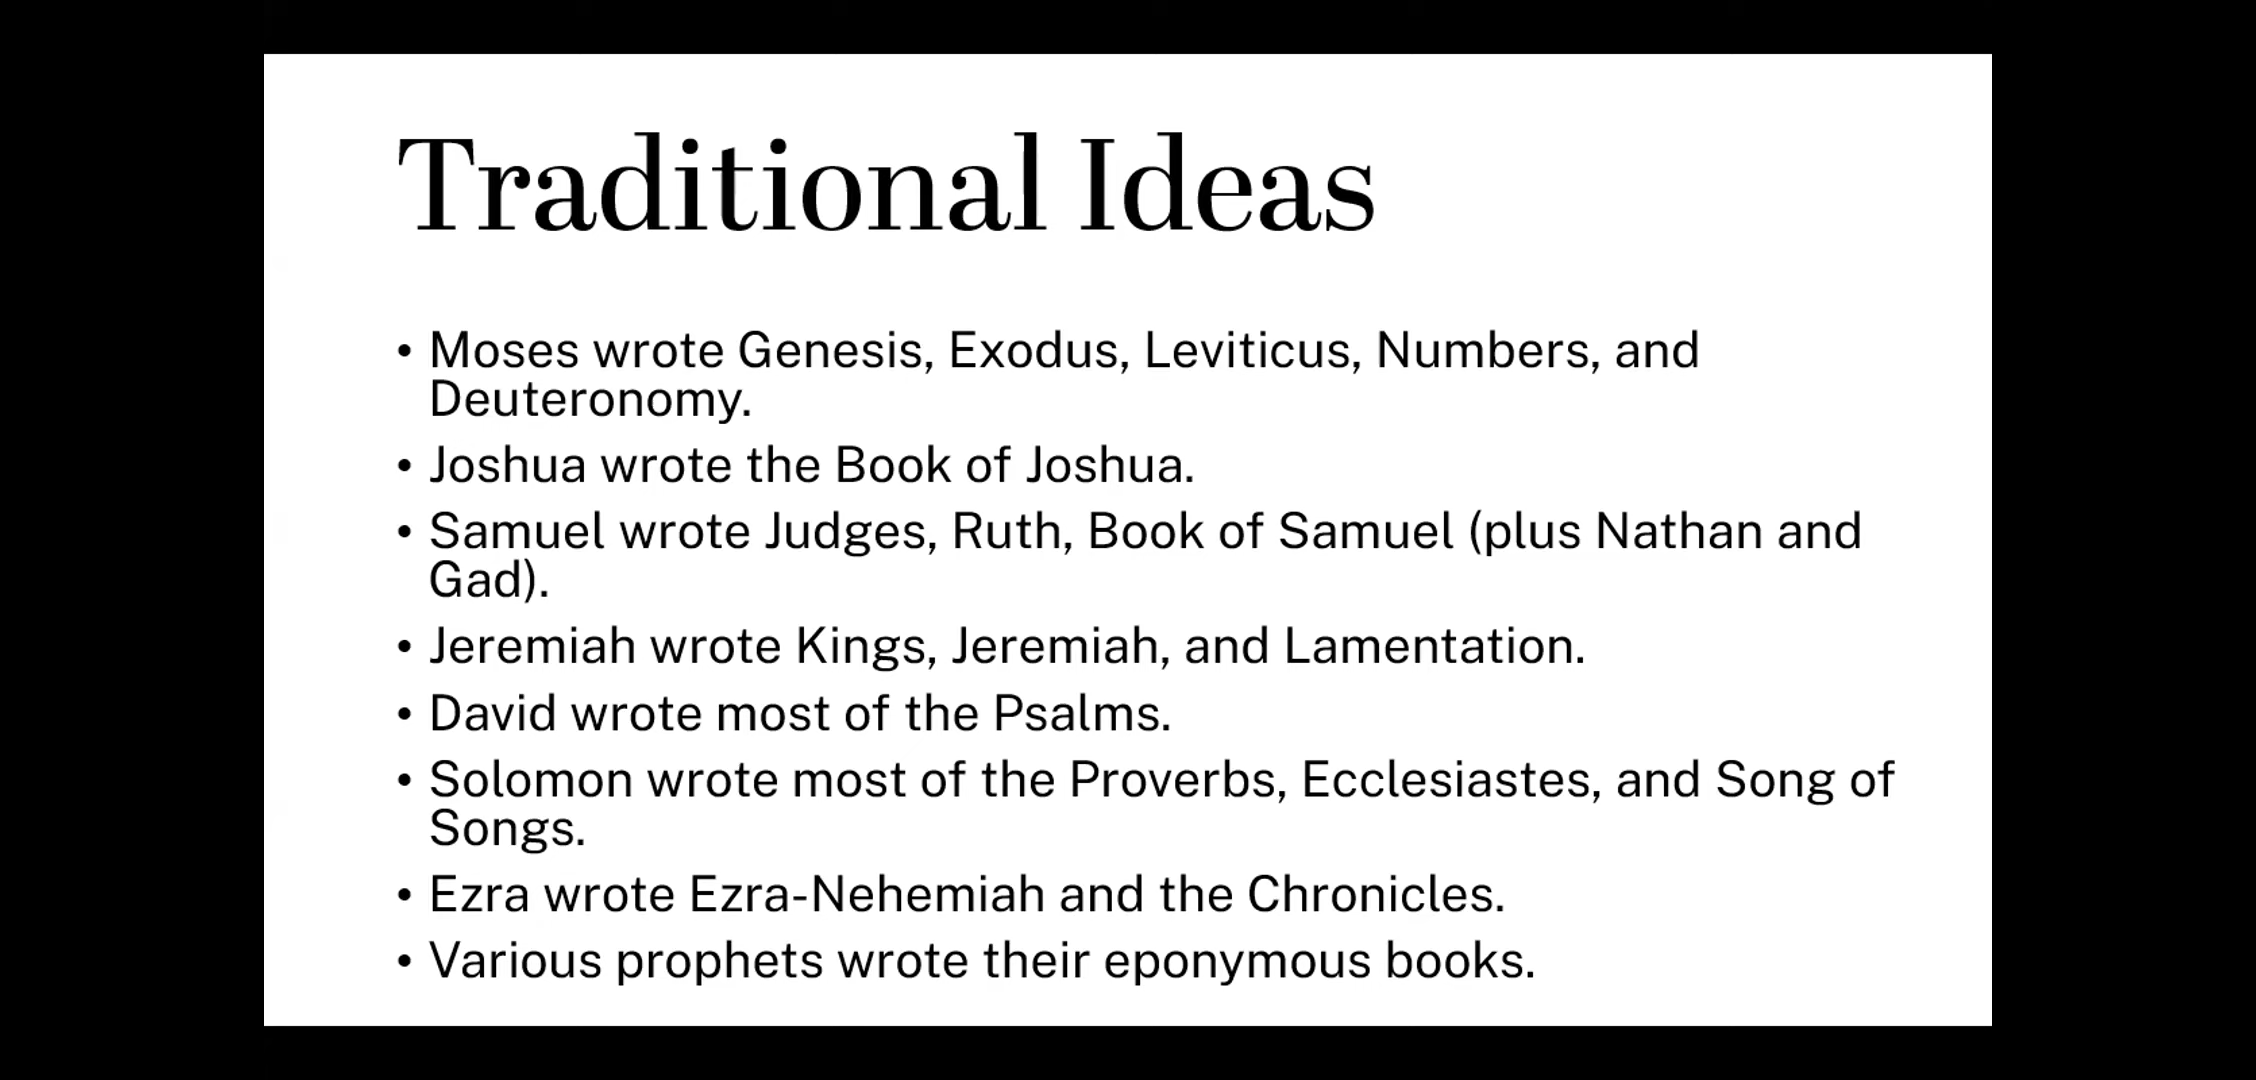 Traditional Ideas
• Moses wrote Genesis, Exodus, Leviticus, Numbers, and
Deuteronomy.
• Joshua wrote the Book of Joshua.
• Samuel wrote Judges, Ruth, Book of Samuel (plus Nathan and
Gad).
• Jeremiah wrote Kings, Jeremiah, and Lamentation.
• David wrote most of the Psalms.
• Solomon wrote most of the Proverbs, Ecclesiastes, and Song of
Songs.
• Ezra wrote Ezra-Nehemiah and the Chronicles.
• Various prophets wrote their eponymous books.